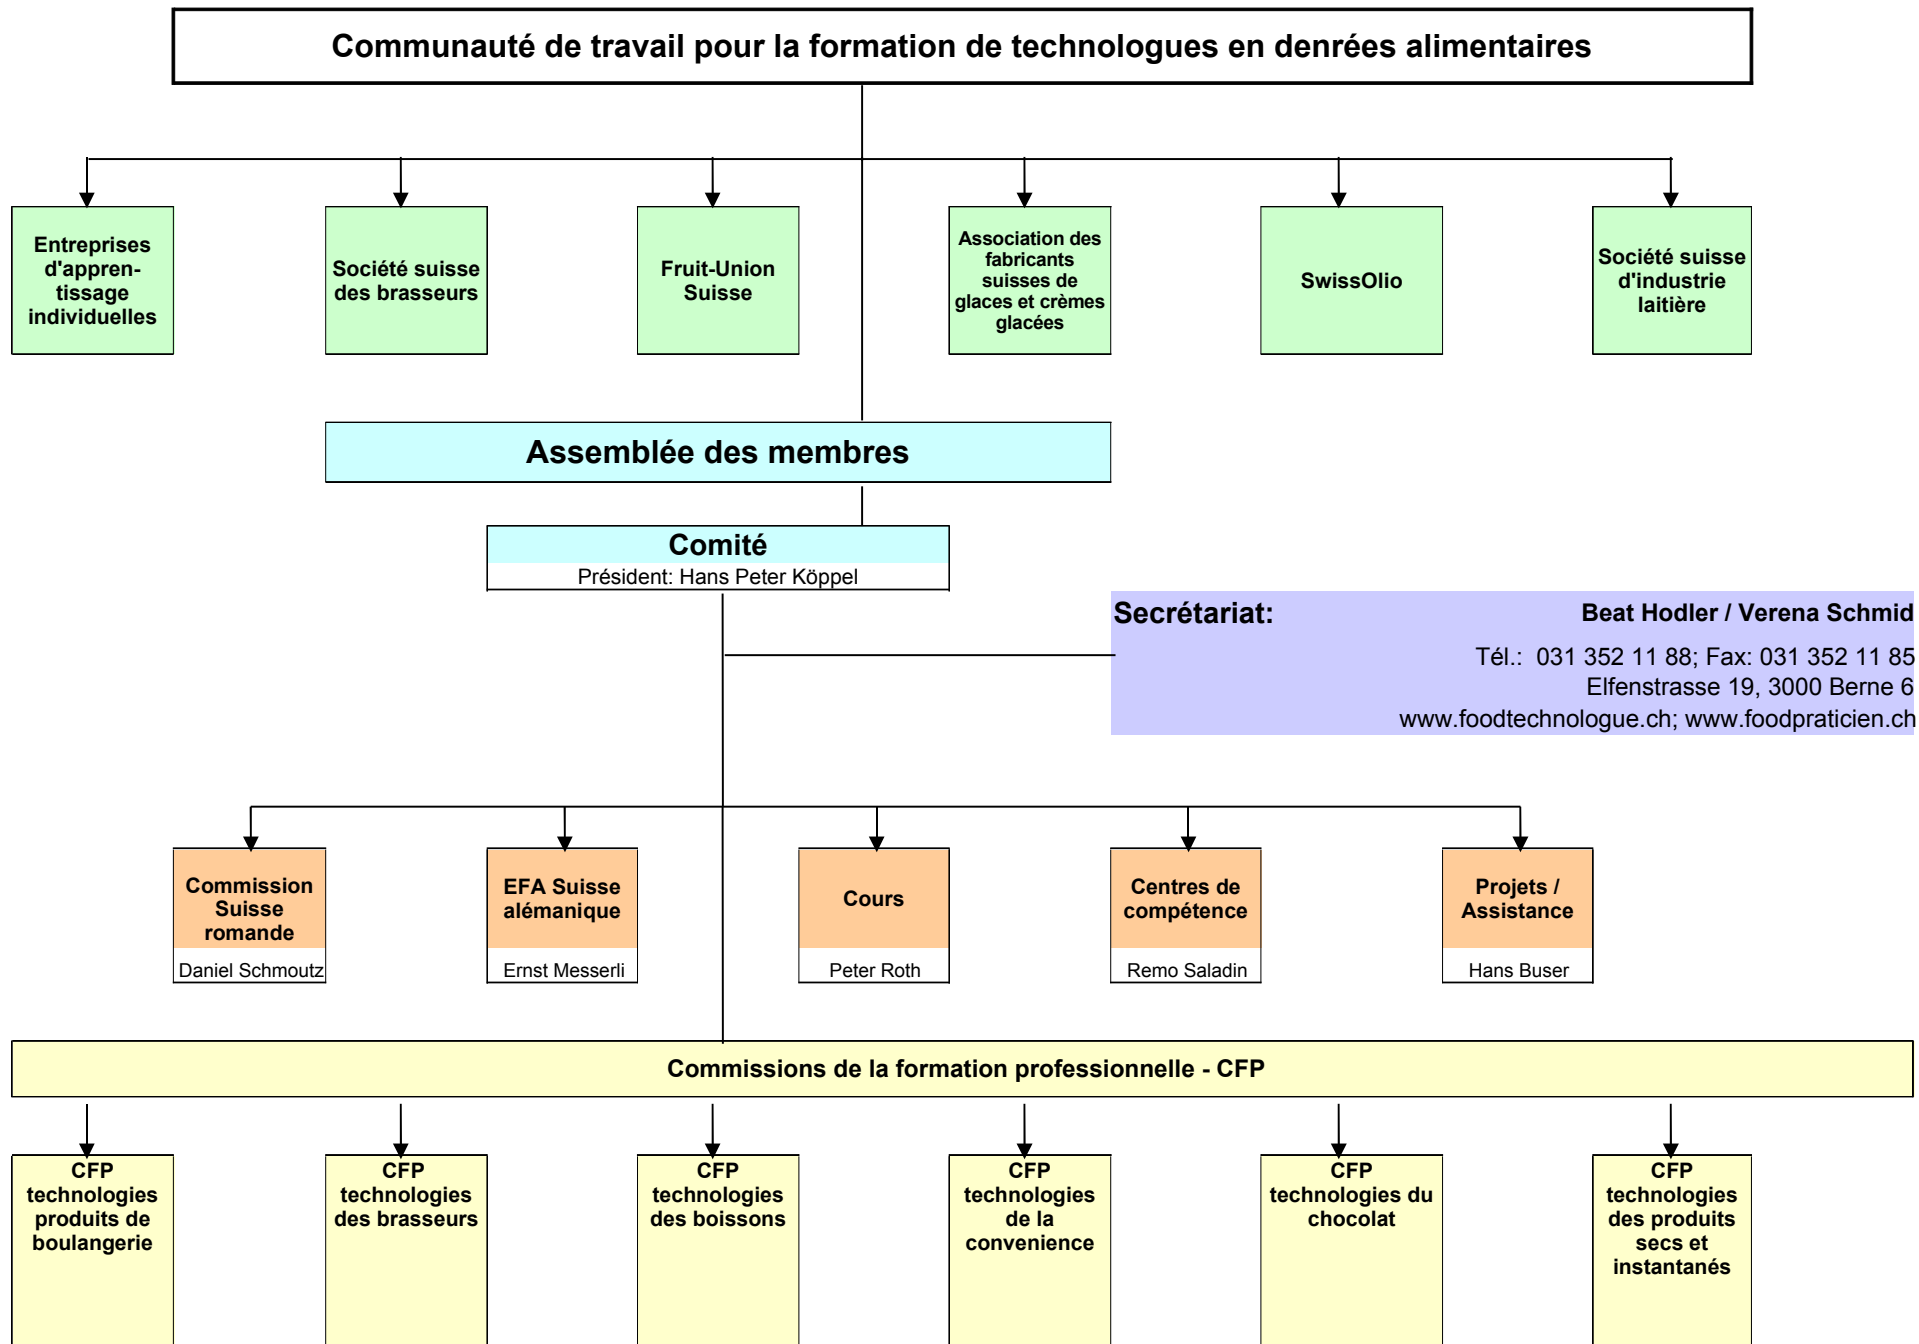 Communauté de travail pour la formation de technologues en denrées alimentaires
Entreprises
d'appren-
tissage
individuelles
Société suisse
des brasseurs
Fruit-Union
Suisse
Association des
fabricants
suisses de
glaces et crèmes
glacées
SwissOlio
Société suisse
d'industrie
laitière
Assemblée des membres
Comité
Président: Hans Peter Köppel
Secrétariat: Beat Hodler / Verena Schmid
Tél.: 031 352 11 88; Fax: 031 352 11 85
Elfenstrasse 19, 3000 Berne 6
www.foodtechnologue.ch; www.foodpraticien.ch
Commission
Suisse
romande
Daniel Schmoutz
EFA Suisse
alémanique
Ernst Messerli
Cours
Peter Roth
Centres de
compétence
Remo Saladin
Projets /
Assistance
Hans Buser
Commissions de la formation professionnelle - CFP
CFP
technologies
produits de
boulangerie
CFP
technologies
des brasseurs
CFP
technologies
des boissons
CFP
technologies
de la
convenience
CFP
technologies du
chocolat
CFP
technologies
des produits
secs et
instantanés